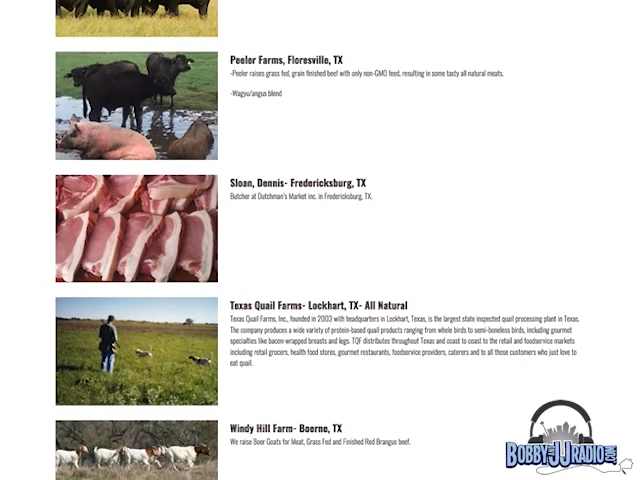 Peeler Farms, Floresville, TX
-Peeler raises grass fed, grain finished beef with only non-GMO feed, resulting in some tasty all natural meats.
-Wagyu/angus blend
Sloan, Dennis- Fredericksburg, TX
Butcher at Dutchman's Market inc. in Fredericksburg, TX.
Texas Quail Farms- Lockhart, TX- All Natural
Texas Quail Farms, Inc., founded in 2003 with headquarters in Lockhart, Texas, is the largest state inspected quail processing plant in Texas.
The company produces a wide variety of protein-based quail products ranging from whole birds to semi-boneless birds, including gourmet
specialties like bacon-wrapped breasts and legs. TQF distributes throughout Texas and coast to coast to the retail and foodservice markets
including retail grocers, health food stores, gourmet restaurants, foodservice providers, caterers and to all those customers who just love to
eat quail.
Windy Hill Farm- Boerne, TX
We raise Boer Goats for Meat, Grass Fed and Finished Red Brangus beef.
BOBBY JJRADIO.COM